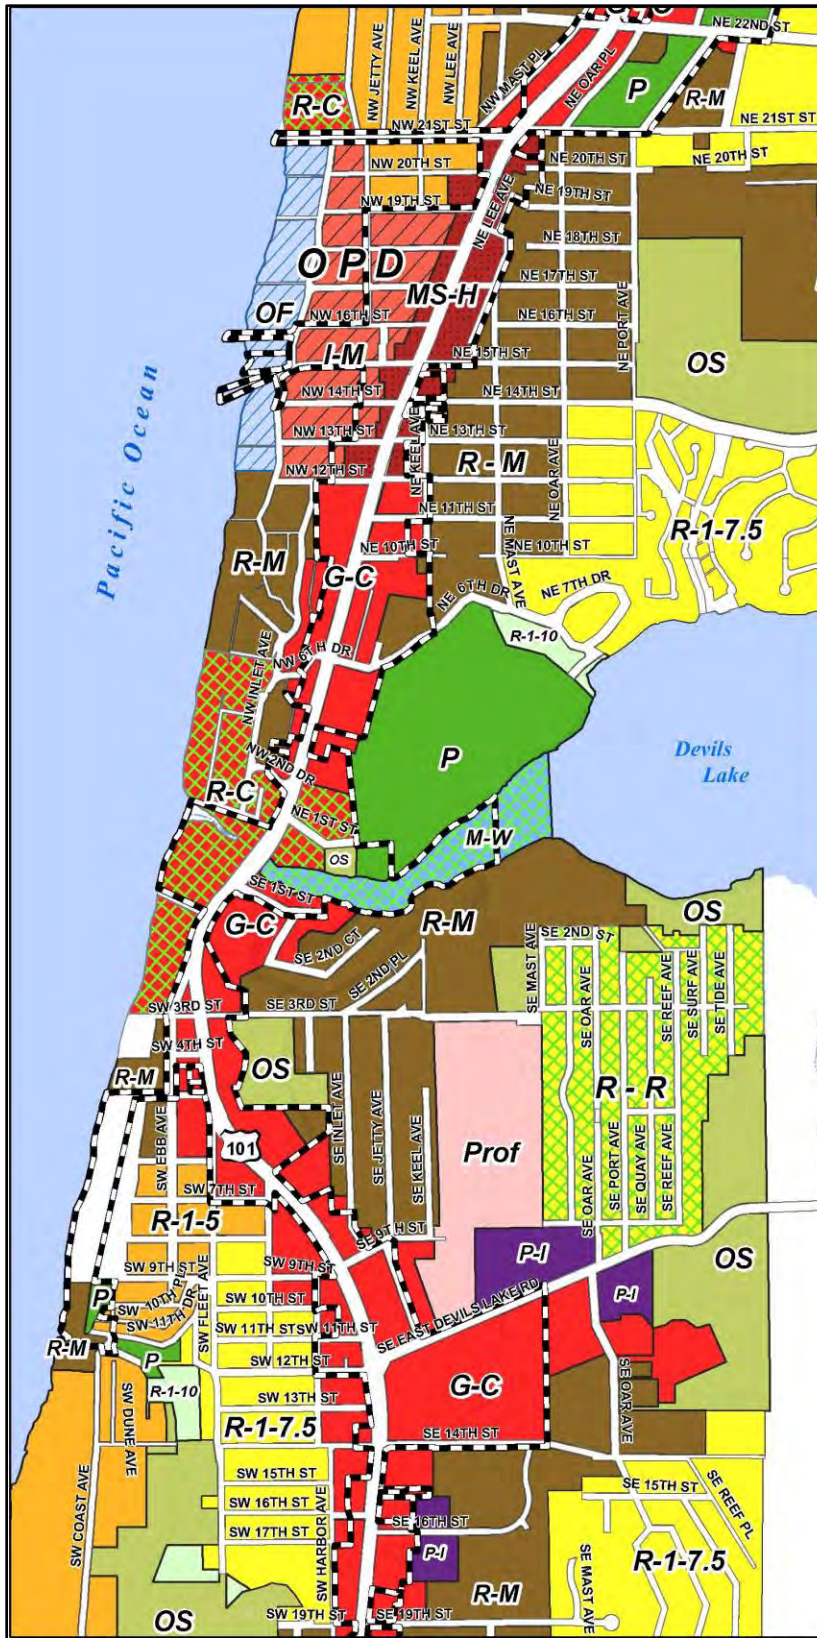 NE 22ND ST
NW JETTY AVE
NW KEEL AVE
NW LEE AVE
NW MAST PL
NE OAR PL
P
R-M
R-C
NW 21ST ST
NE 21ST ST
NW 20TH ST
NE 20TH ST
NE 20TH ST
NW 19TH ST
NE 19TH ST
NE LEE AVE
NE 18TH ST
OPD
NE 17TH ST
MS-H
OF
NW 16TH ST
NE 16TH ST
NE PORT AVE
I-M
NE 15TH ST
OS
NW 14TH ST
NE 14TH ST
NW 13TH ST
NE 13TH ST
NE KEEL AVE
R-M
NW 12TH ST
NE OAR AVE
Pacific Ocean
NE 11TH ST
R-1-7.5
R-M
NE 10TH ST
NE MAST AVE
NE 10TH ST
G-C
NE 6TH DR
NE 7TH DR
R-1-10
NW 6TH DR
NW INLET AVE
P
Devils
Lake
NW 2ND DR
R-C
NE 1ST ST
M-W
OS
SE 1ST ST
G-C
R-M
OS
SE 2ND CT
SE 2ND PL
SE MAST AVE
SE 2ND ST
SE OAR AVE
SE REEF AVE
SE SURF AVE
SE TIDE AVE
SW 3RD ST
SE 3RD ST
SW 4TH ST
R-M
OS
R-R
SW EBB AVE
101
SE INLET AVE
SE JETTY AVE
SE KEEL AVE
Prof
SE OAR AVE
SE PORT AVE
SE QUAY AVE
SE REEF AVE
SW 7TH ST
R-1-5
SE 9TH ST
P-I
OS
SW 9TH ST
SW 9TH ST
SW FLEET AVE
P
SW 10TH PL
SW 10TH ST
SW 11TH DR
SW 11TH ST
SW 11TH ST
SE EAST DEVILS LAKE RD
P-I
R-M
P
SW 12TH ST
R-1-10
SW DUNE AVE
SW 13TH ST
G-C
SE OAR AVE
R-1-7.5
SE 14TH ST
SW COAST AVE
SW 15TH ST
SW 16TH ST
SW 17TH ST
SW HARBOR AVE
SE 15TH ST
SE REEF PL
SE 16TH ST
P-I
R-1-7.5
R-M
SE MAST AVE
OS
SW 19TH ST
SE 19TH ST